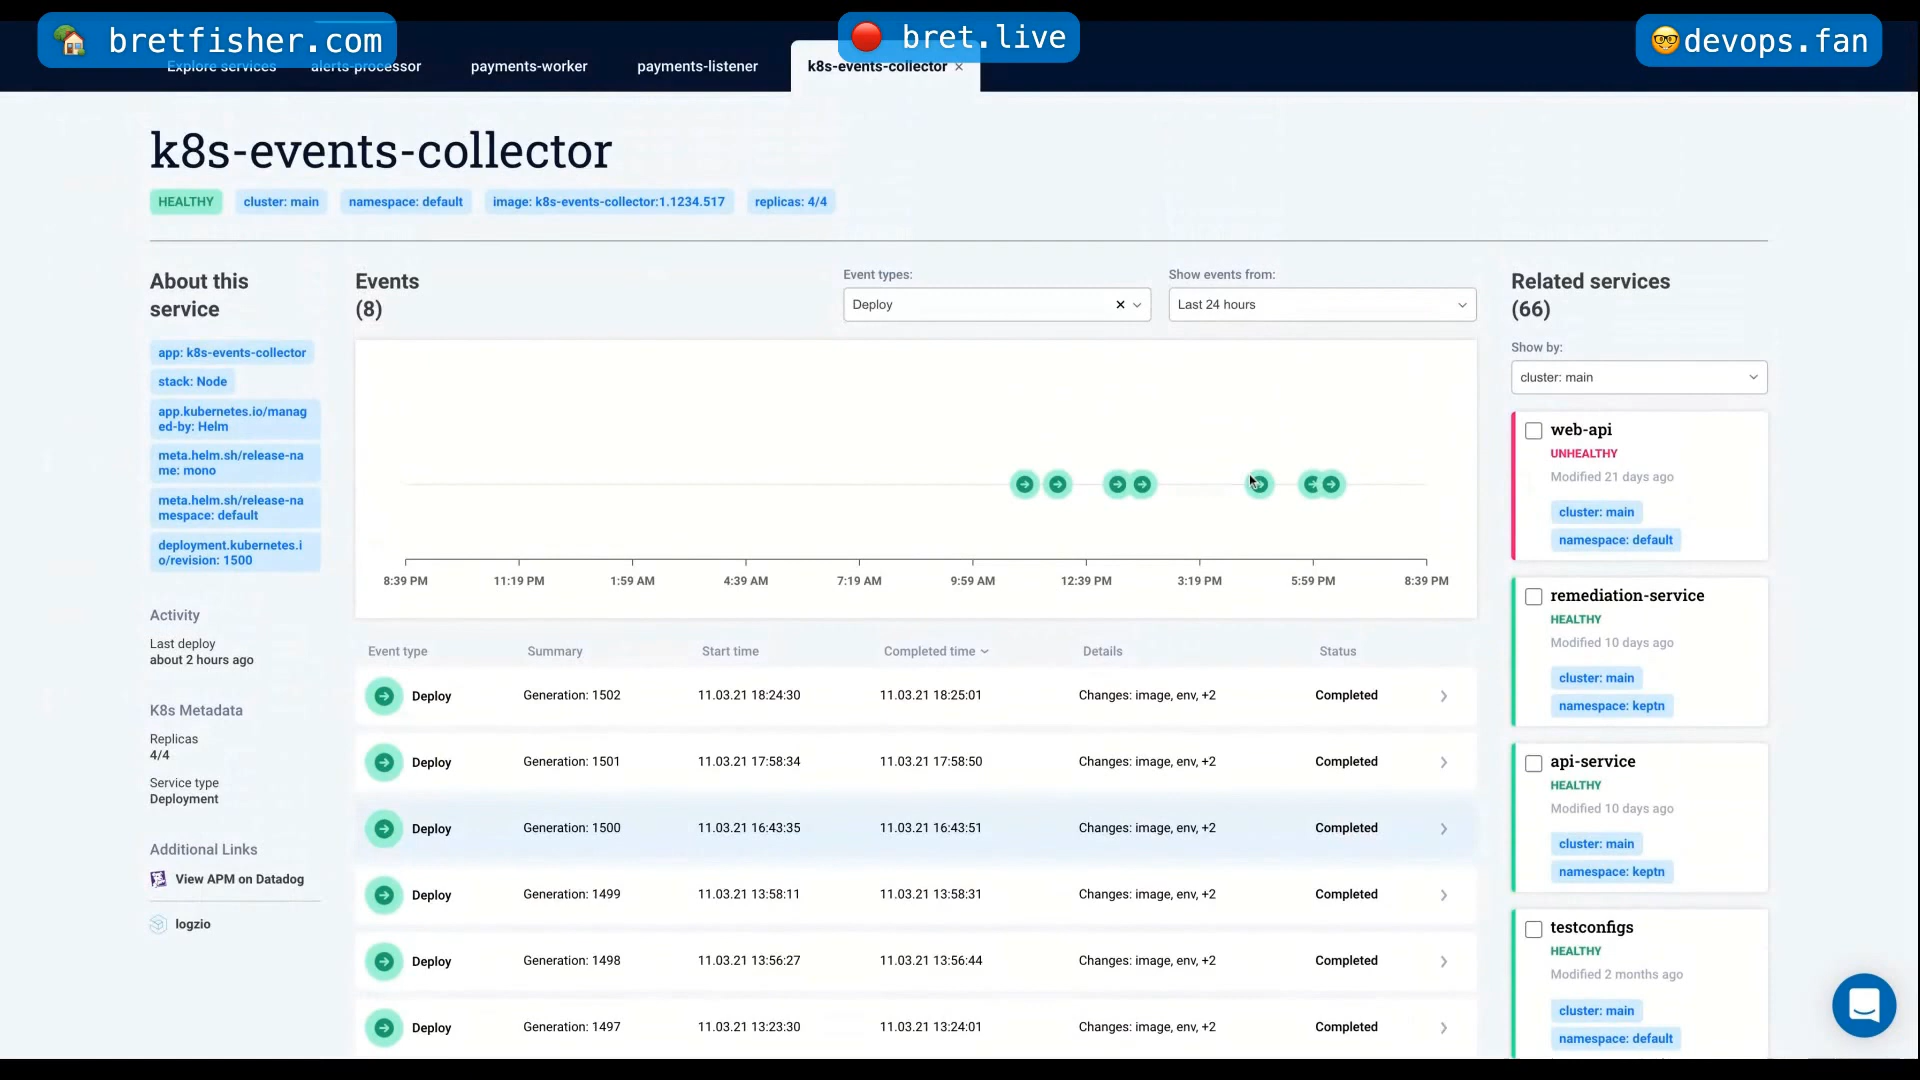 bretfisher.com
bret.live
devops.fan
Explore services
alerts-processor
payments-worker
payments-listener
k8s-events-collector ×
k8s-events-collector
HEALTHY
cluster: main
namespace: default
image: k8s-events-collector:1.1234.517
replicas: 4/4
About this
service
app: k8s-events-collector
stack: Node
app.kubernetes.io/manag
ed-by: Helm
meta.helm.sh/release-na
me: mono
meta.helm.sh/release-na
mespace: default
deployment.kubernetes.i
o/revision: 1500
Activity
Last deploy
about 2 hours ago
K8s Metadata
Replicas
4/4
Service type
Deployment
Additional Links
View APM on Datadog
logzio
Events
(8)
Event types:
Deploy
Show events from:
Last 24 hours
8:39 PM 11:19 PM 1:59 AM 4:39 AM 7:19 AM 9:59 AM 12:39 PM 3:19 PM 5:59 PM 8:39 PM
Event type Summary Start time Completed time Details Status
Deploy Generation: 1502 11.03.21 18:24:30 11.03.21 18:25:01 Changes: image, env, +2 Completed
Deploy Generation: 1501 11.03.21 17:58:34 11.03.21 17:58:50 Changes: image, env, +2 Completed
Deploy Generation: 1500 11.03.21 16:43:35 11.03.21 16:43:51 Changes: image, env, +2 Completed
Deploy Generation: 1499 11.03.21 13:58:11 11.03.21 13:58:31 Changes: image, env, +2 Completed
Deploy Generation: 1498 11.03.21 13:56:27 11.03.21 13:56:44 Changes: image, env, +2 Completed
Deploy Generation: 1497 11.03.21 13:23:30 11.03.21 13:24:01 Changes: image, env, +2 Completed
Related services
(66)
Show by:
cluster: main
web-api
UNHEALTHY
Modified 21 days ago
cluster: main
namespace: default
remediation-service
HEALTHY
Modified 10 days ago
cluster: main
namespace: keptn
api-service
HEALTHY
Modified 10 days ago
cluster: main
namespace: keptn
testconfigs
HEALTHY
Modified 2 months ago
cluster: main
namespace: default